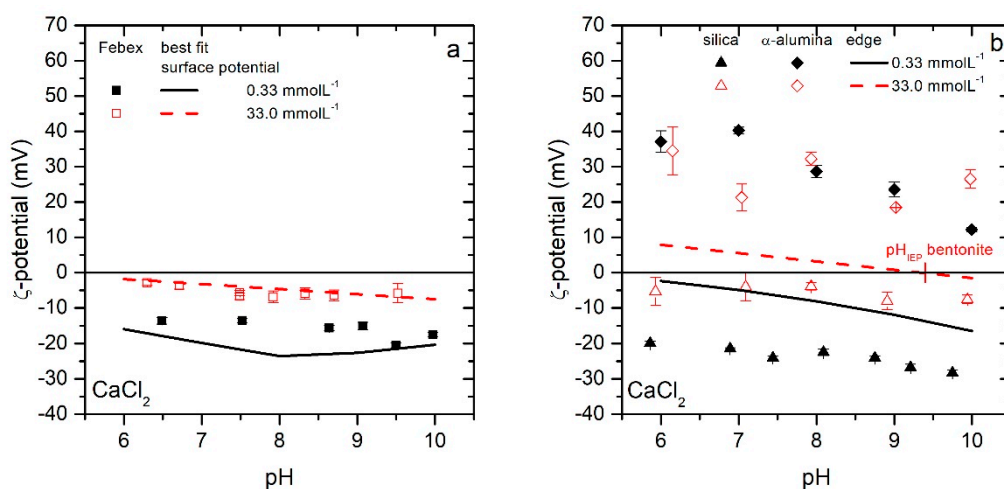 a
Febex best fit
surface potential
0.33 mmolL⁻¹
33.0 mmolL⁻¹
70
60
50
40
30
20
10
0
-10
-20
-30
-40
ζ-potential (mV)
CaCl₂
6 7 8 9 10
pH
b
silica α-alumina edge
0.33 mmolL⁻¹
33.0 mmolL⁻¹
70
60
50
40
30
20
10
0
-10
-20
-30
-40
ζ-potential (mV)
pH_IEP bentonite
CaCl₂
6 7 8 9 10
pH